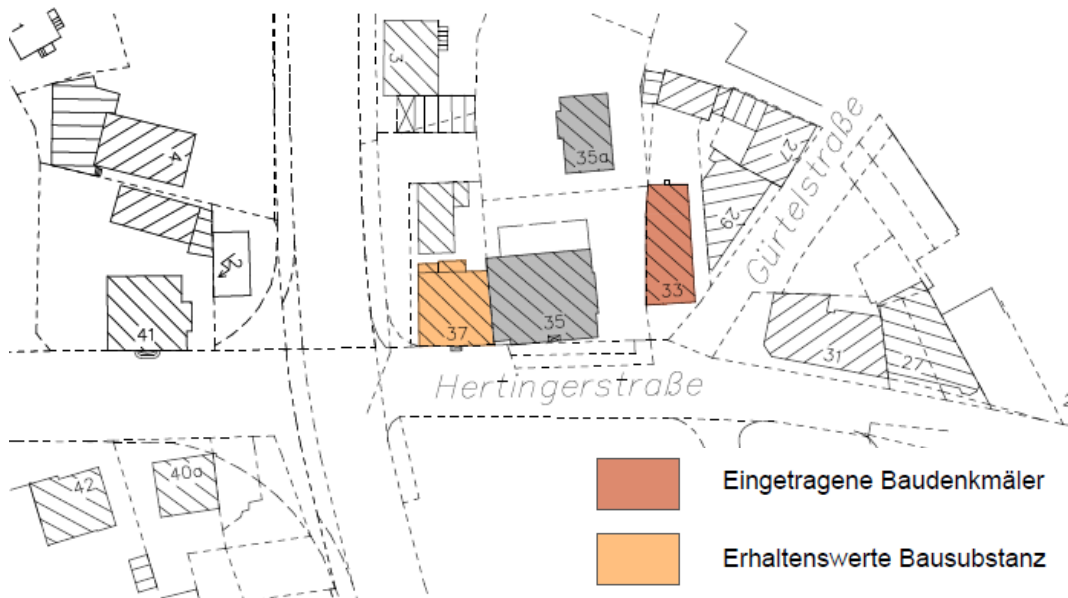 3
4
35a
27
29
Gürtelstraße
2
33
41
37
35
31
27
Hertingerstraße
2
42
40a
Eingetragene Baudenkmäler
Erhaltenswerte Bausubstanz